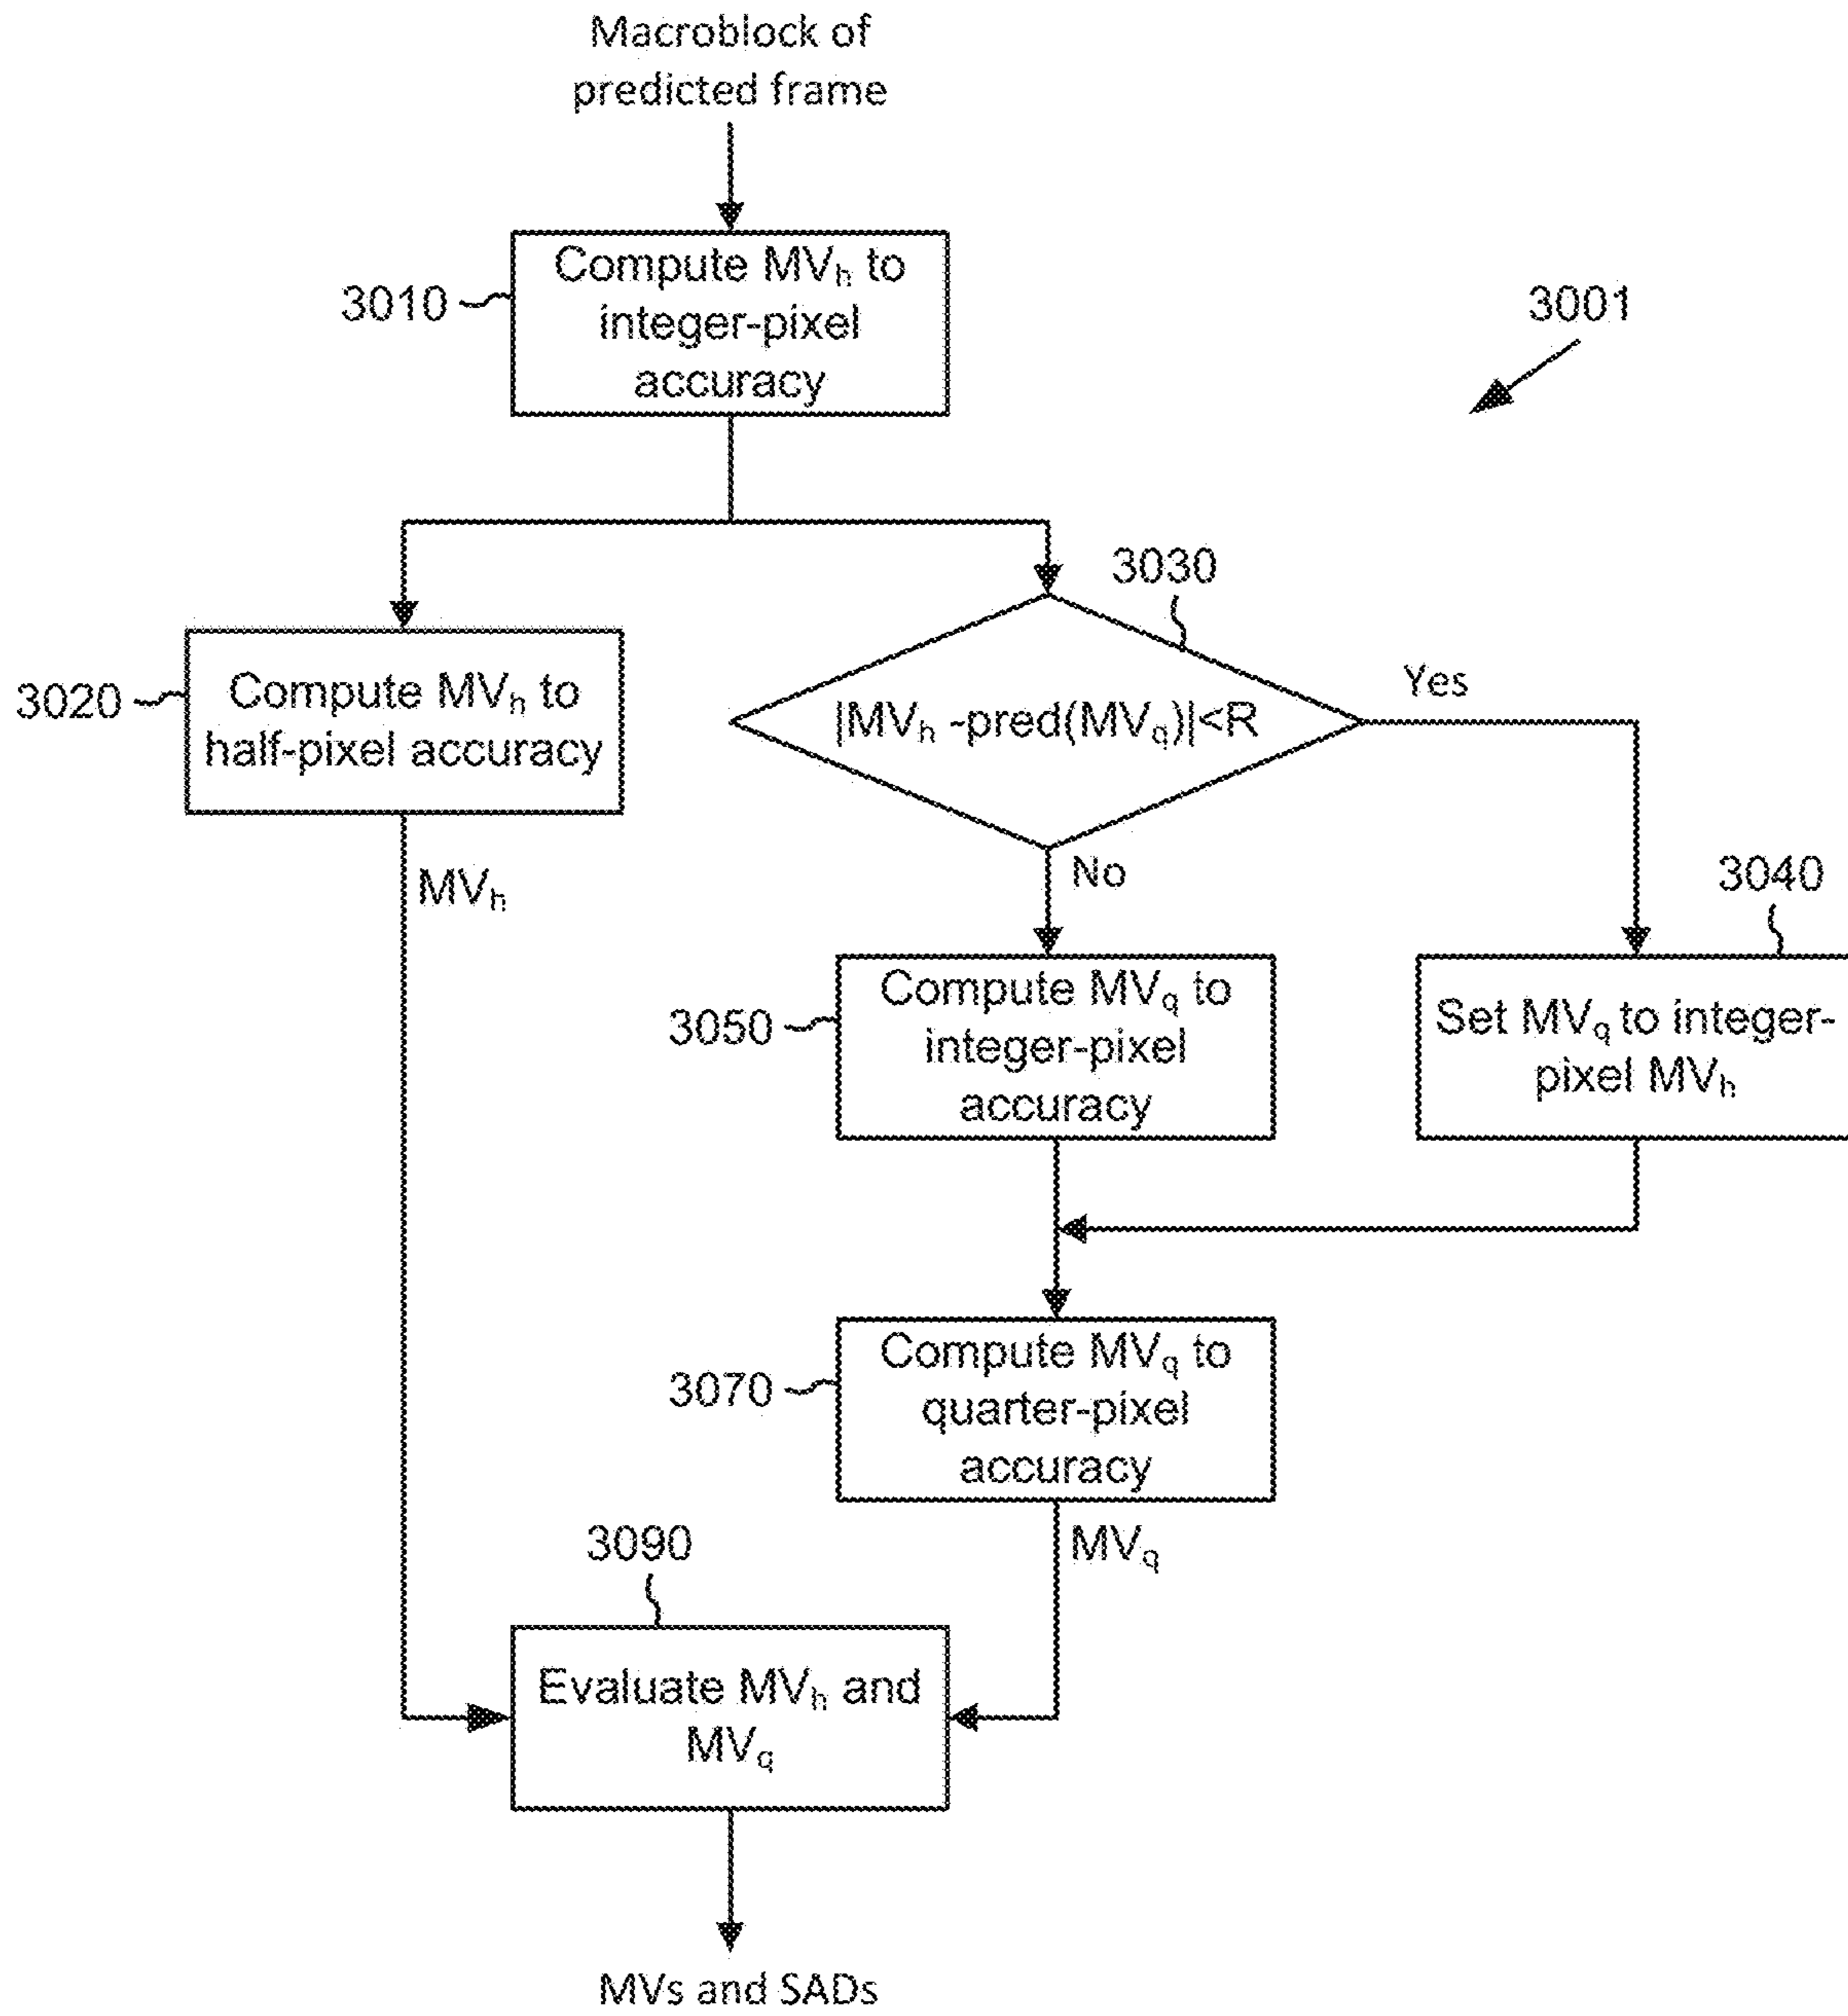 Macroblock of
predicted frame
3010
Compute MVh to
integer-pixel
accuracy
3001
3020
Compute MVh to
half-pixel accuracy
3030
|MVh -pred(MVq)|<R
Yes
No
MVh
3040
3050
Compute MVq to
integer-pixel
accuracy
Set MVq to integer-
pixel MVh
3070
Compute MVq to
quarter-pixel
accuracy
MVq
3090
Evaluate MVh and
MVq
MVs and SADs